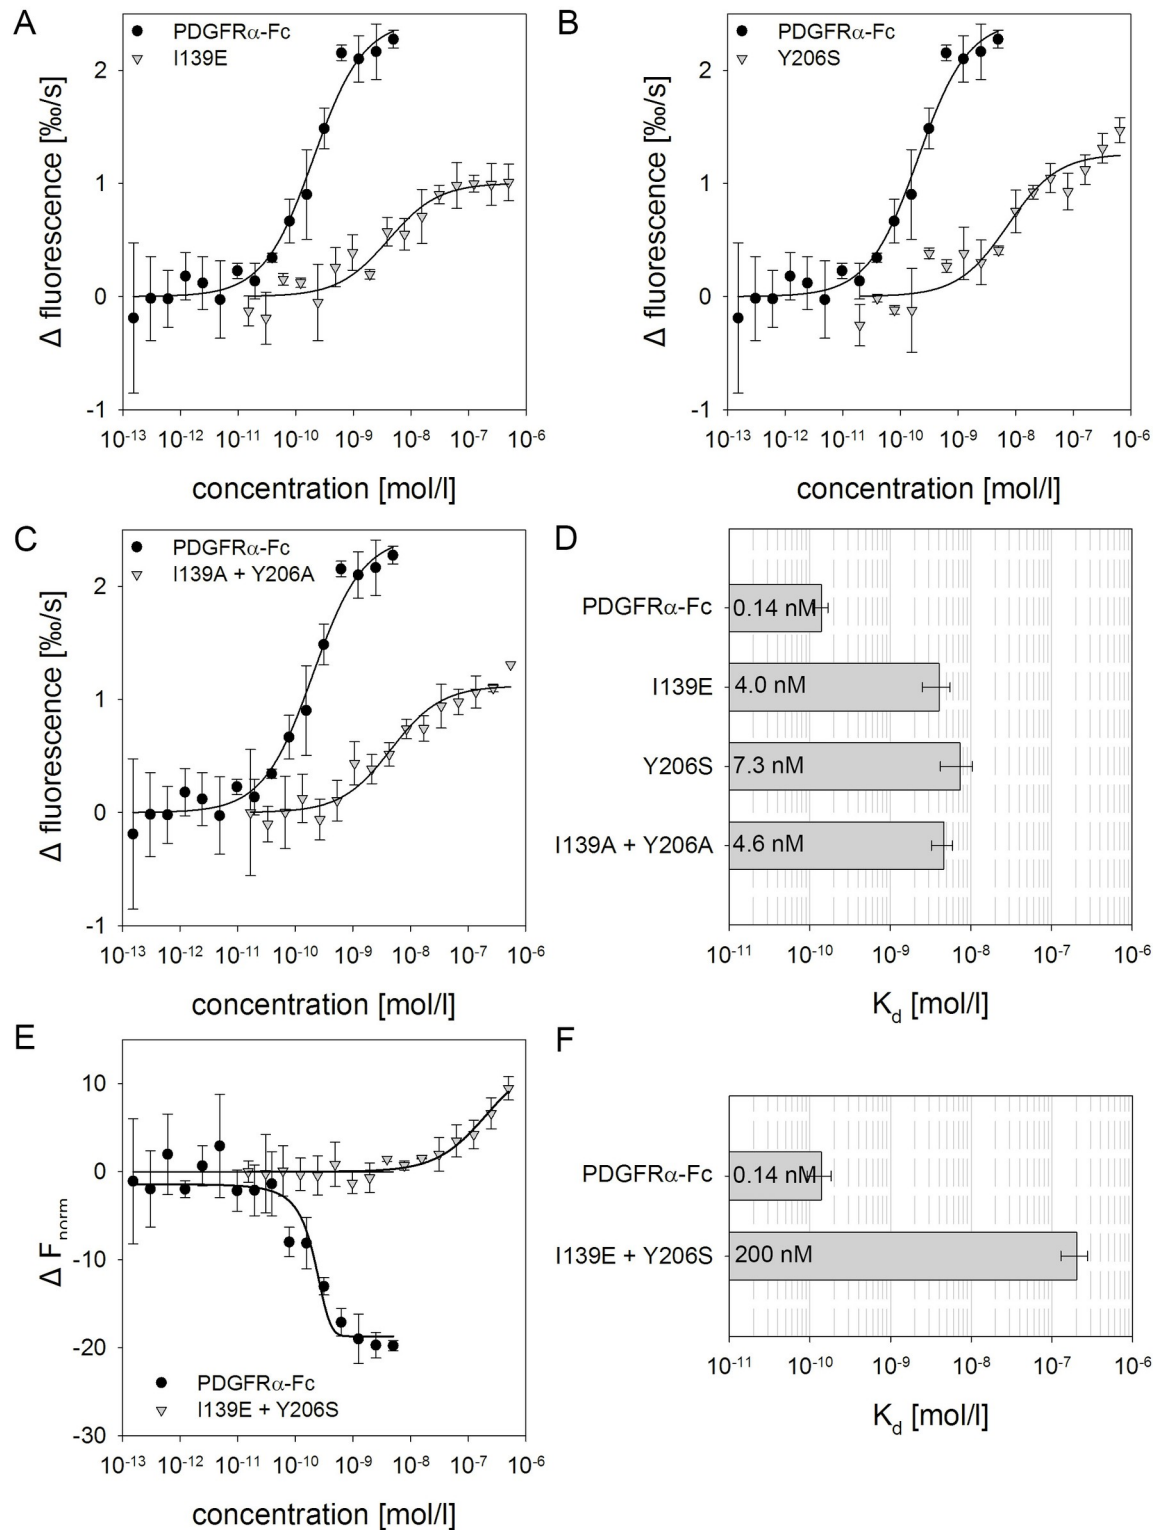 A
PDGFRα-Fc
I139E
2
1
0
-1
Δ fluorescence [‰/s]
10-13 10-12 10-11 10-10 10-9 10-8 10-7 10-6
concentration [mol/l]
B
PDGFRα-Fc
Y206S
2
1
0
-1
Δ fluorescence [‰/s]
10-13 10-12 10-11 10-10 10-9 10-8 10-7 10-6
concentration [mol/l]
C
PDGFRα-Fc
I139A + Y206A
2
1
0
-1
Δ fluorescence [‰/s]
10-13 10-12 10-11 10-10 10-9 10-8 10-7 10-6
concentration [mol/l]
D
PDGFRα-Fc 0.14 nM
I139E 4.0 nM
Y206S 7.3 nM
I139A + Y206A 4.6 nM
10-11 10-10 10-9 10-8 10-7 10-6
Kd [mol/l]
E
10
0
-10
-20
-30
Δ Fnorm
PDGFRα-Fc
I139E + Y206S
10-13 10-12 10-11 10-10 10-9 10-8 10-7 10-6
concentration [mol/l]
F
PDGFRα-Fc 0.14 nM
I139E + Y206S 200 nM
10-11 10-10 10-9 10-8 10-7 10-6
Kd [mol/l]